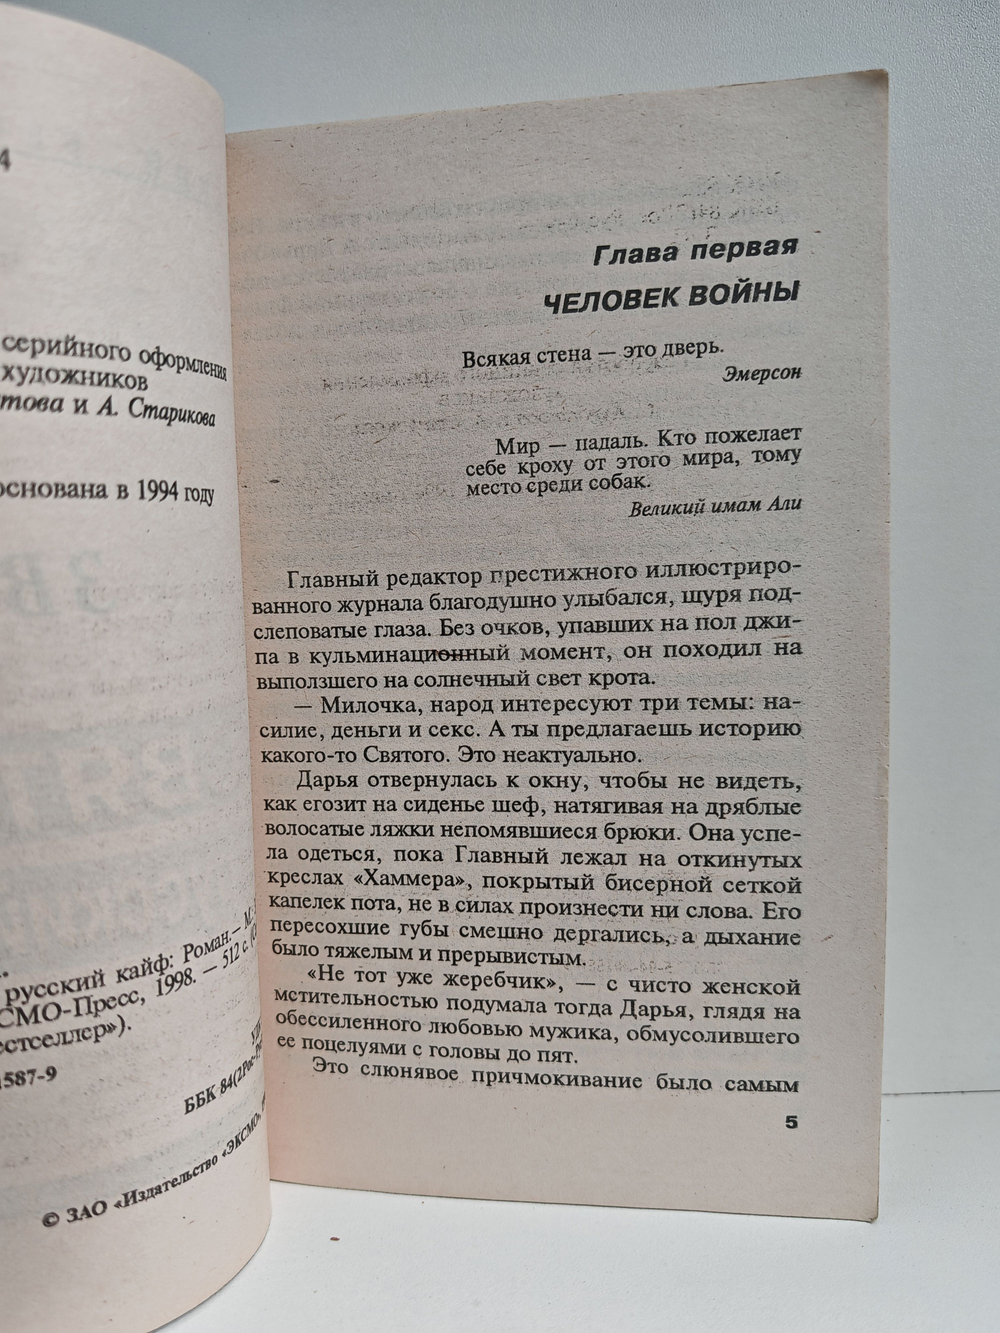 4
серийного оформления
художников
това и А. Старикова
основана в 1994 году
русский кайф: Роман.— М.:
СМО-Пресс, 1998. — 512 с.
естселлер»).
1587-9
ББК 84(2Рос-Рус
© ЗАО «Издательство «ЭКСМО»
Глава первая
ЧЕЛОВЕК ВОЙНЫ
Всякая стена — это дверь.
Эмерсон
Мир — падаль. Кто пожелает
себе кроху от этого мира, тому
место среди собак.
Великий имам Али
Главный редактор престижного иллюстриро-
ванного журнала благодушно улыбался, щуря под-
слеповатые глаза. Без очков, упавших на пол джи-
па в кульминационный момент, он походил на
выползшего на солнечный свет крота.
— Милочка, народ интересуют три темы: на-
силие, деньги и секс. А ты предлагаешь историю
какого-то Святого. Это неактуально.
Дарья отвернулась к окну, чтобы не видеть,
как егозит на сиденье шеф, натягивая на дряблые
волосатые ляжки непомявшиеся брюки. Она успе-
ла одеться, пока Главный лежал на откинутых
креслах «Хаммера», покрытый бисерной сеткой
капелек пота, не в силах произнести ни слова. Его
пересохшие губы смешно дергались, а дыхание
было тяжелым и прерывистым.
«Не тот уже жеребчик», — с чисто женской
мстительностью подумала тогда Дарья, глядя на
обессиленного любовью мужика, обмусолившего
ее поцелуями с головы до пят.
Это слюнявое причмокивание было самым
5